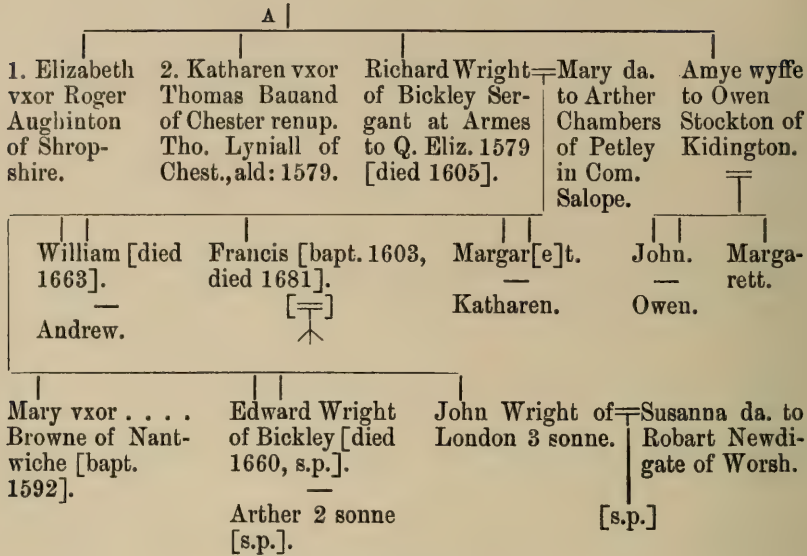 A
1. Elizabeth
vxor Roger
Aughinton
of Shrop-
shire.
2. Katharen vxor
Thomas Bauand
of Chester renup.
Tho. Lyniall of
Chest., ald: 1579.
Richard Wright
of Bickley Ser-
gant at Armes
to Q. Eliz. 1579
[died 1605].
Mary da.
to Arther
Chambers
of Petley
in Com.
Salope.
Amye wyffe
to Owen
Stockton of
Kidington.
William [died
1663].
—
Andrew.
Francis [bapt. 1603,
died 1681].
Margar[e]t.
—
Katharen.
John.
—
Owen.
Marga-
rett.
Mary vxor . . . .
Browne of Nant-
wiche [bapt.
1592].
Edward Wright
of Bickley [died
1660, s.p.].
—
Arther 2 sonne
[s.p.].
John Wright of
London 3 sonne.
Susanna da. to
Robart Newdi-
gate of Worsh.
[s.p.]